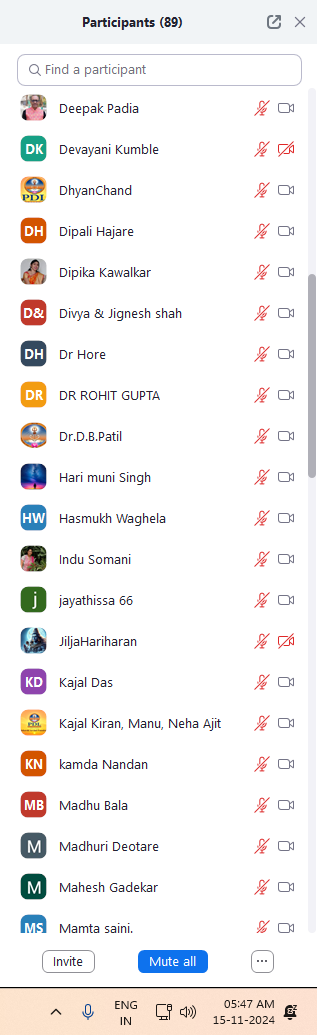 Participants (89)
Find a participant
Deepak Padia
DK Devayani Kumble
PDI DhyanChand
DH Dipali Hajare
Dipika Kawalkar
D& Divya & Jignesh shah
DH Dr Hore
DR DR ROHIT GUPTA
Dr.D.B.Patil
Hari muni Singh
HW Hasmukh Waghela
Indu Somani
j jayathissa 66
JiljaHariharan
KD Kajal Das
PDI Kajal Kiran, Manu, Neha Ajit
KN kamda Nandan
MB Madhu Bala
M Madhuri Deotare
M Mahesh Gadekar
MS Mamta saini.
Invite Mute all ...
ENG 05:47 AM
IN 15-11-2024